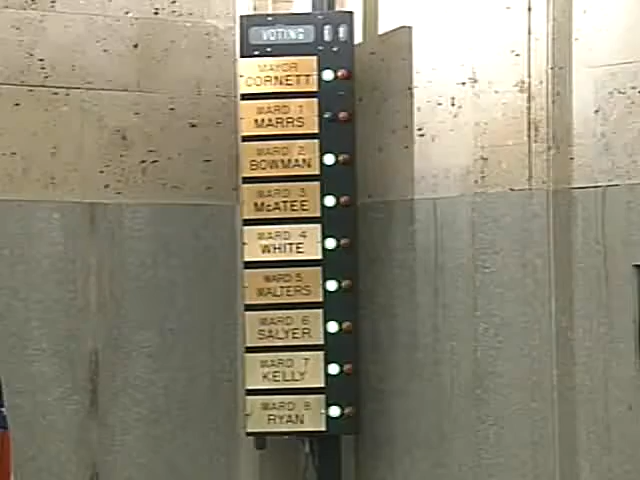 VOTING
MAYOR
CORNETT
WARD 1
MARRS
WARD 2
BOWMAN
WARD 3
McATEE
WARD 4
WHITE
WARD 5
WALTERS
WARD 6
SALYER
WARD 7
KELLY
WARD 8
RYAN